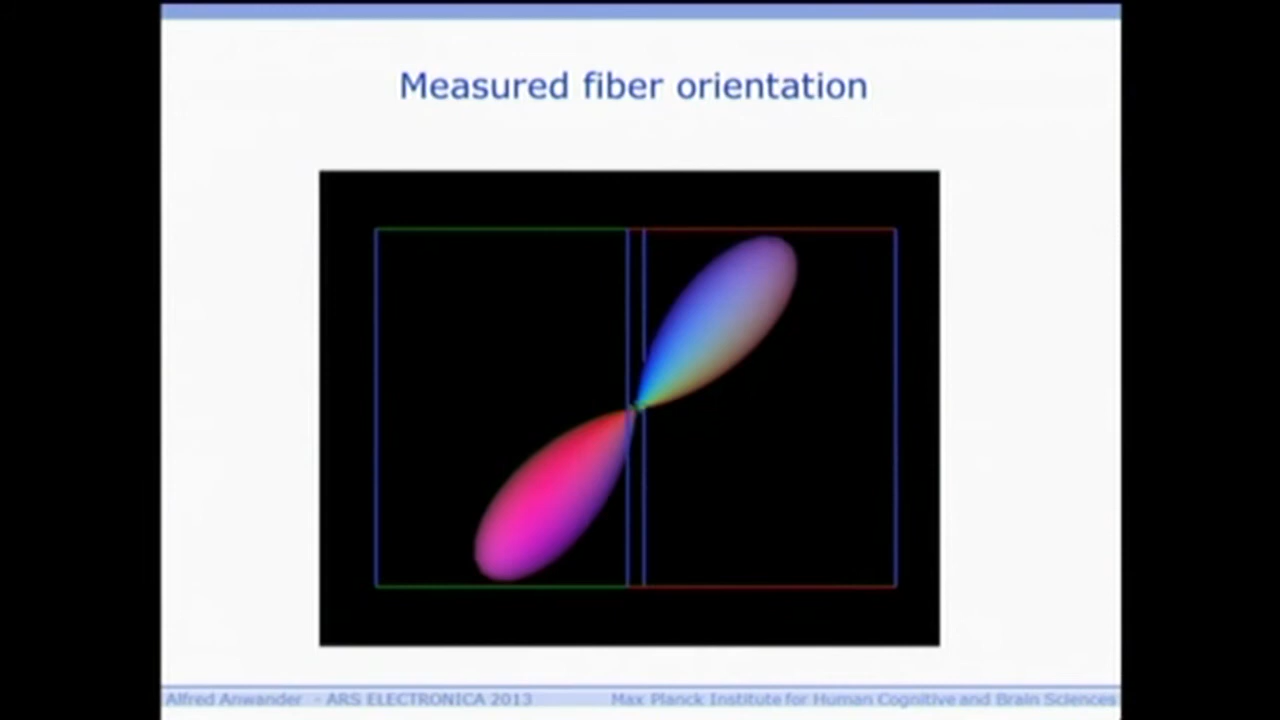 Measured fiber orientation
Alfred Anwander - ARS ELECTRONICA 2013
Max Planck Institute for Human Cognitive and Brain Sciences